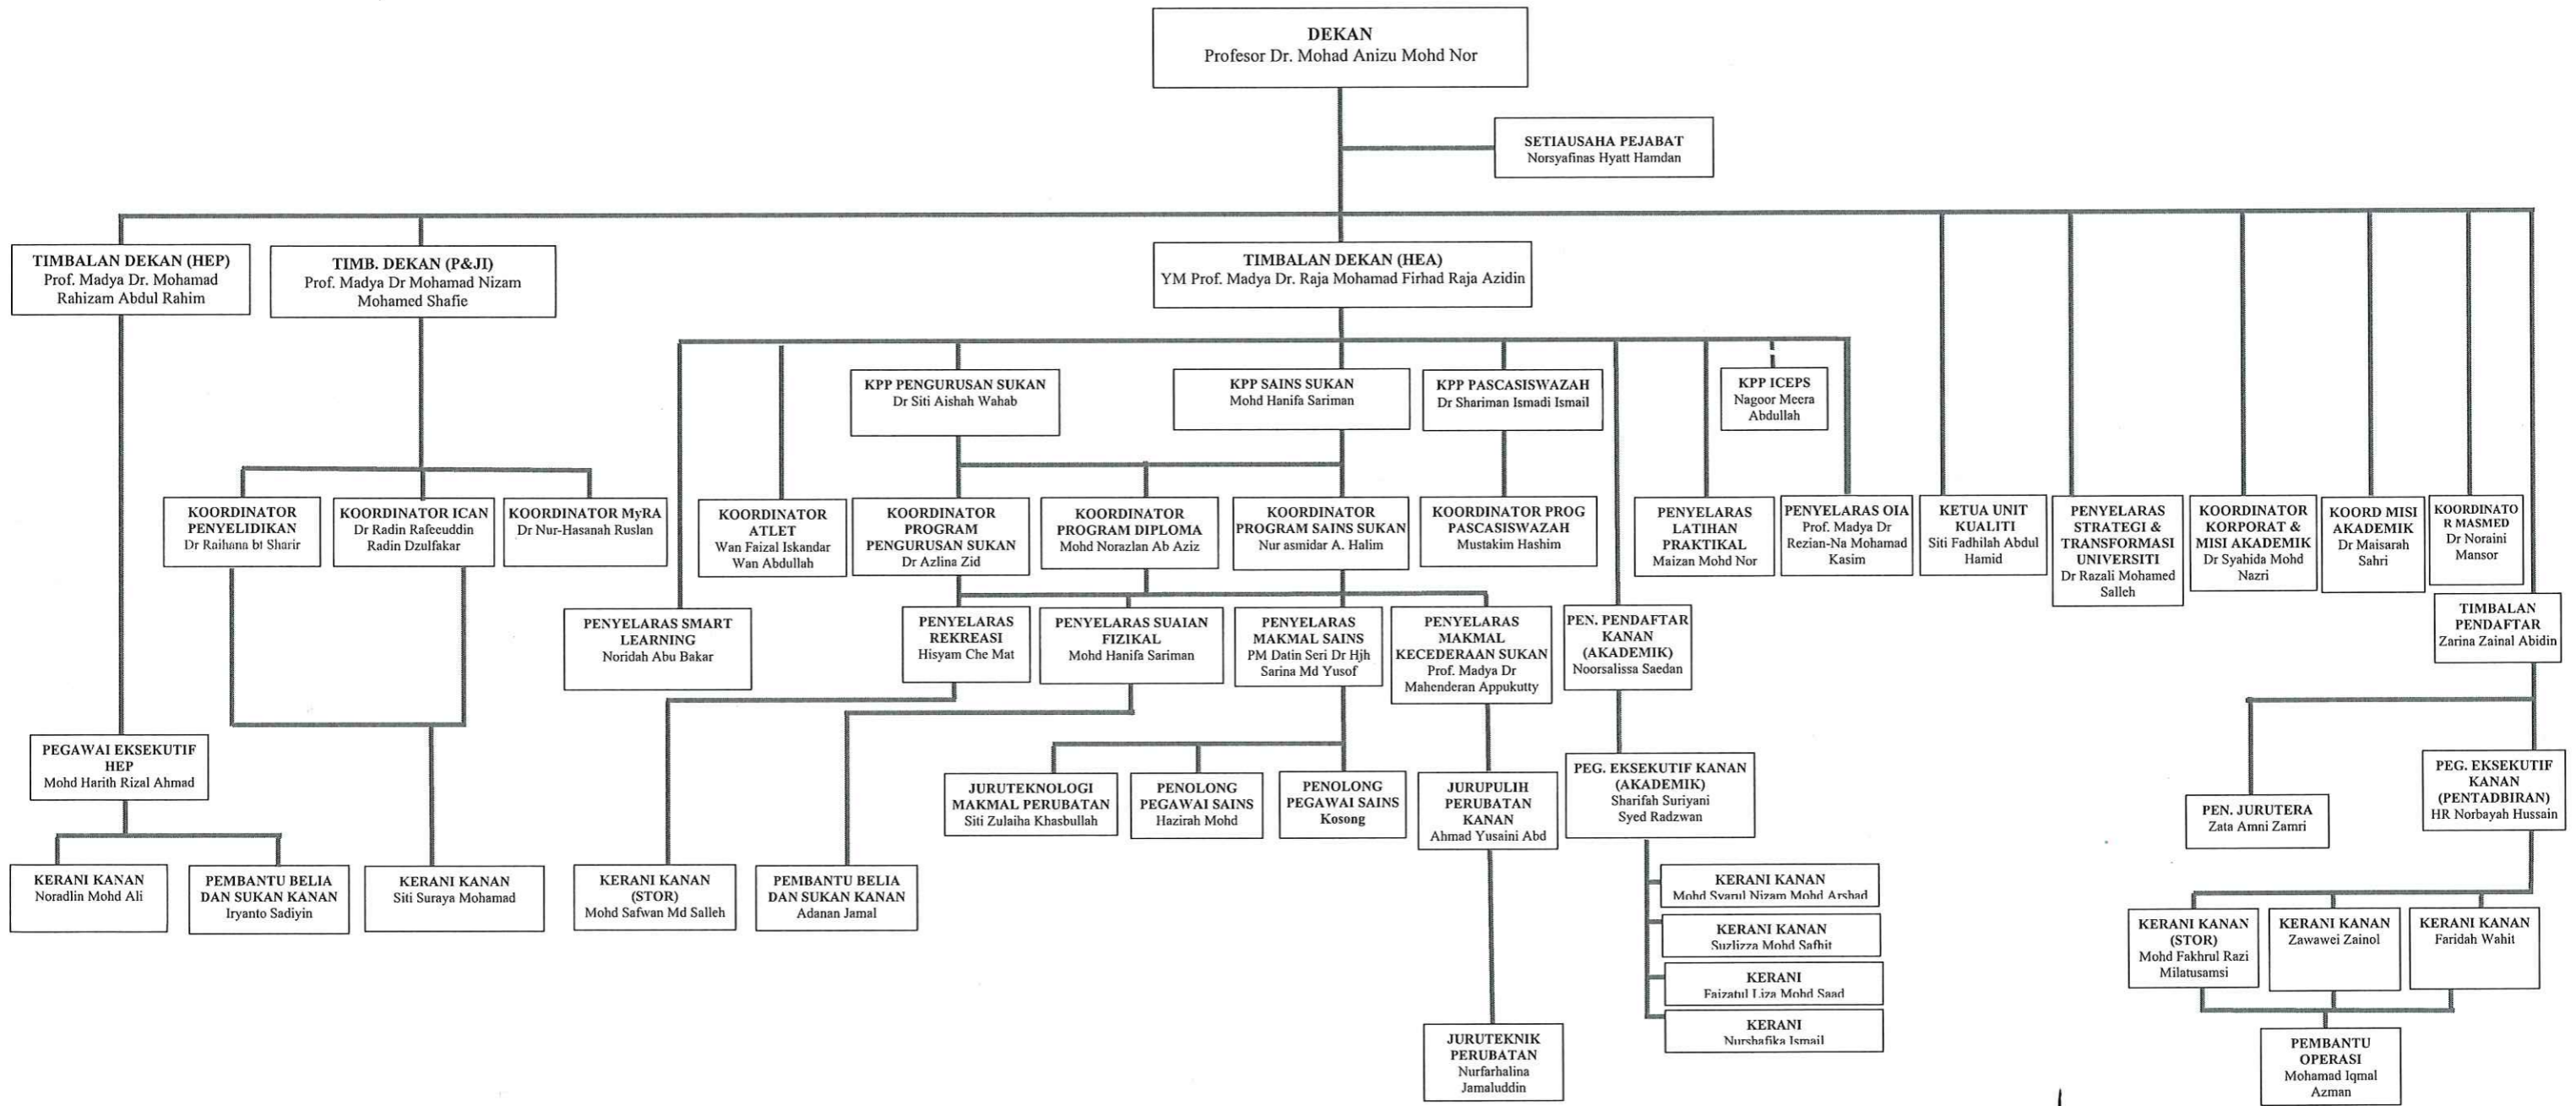 DEKAN
Profesor Dr. Mohad Anizu Mohd Nor
SETIAUSAHA PEJABAT
Norsyafinas Hyatt Hamdan
TIMBALAN DEKAN (HEP)
Prof. Madya Dr. Mohamad
Rahizam Abdul Rahim
TIMB. DEKAN (P&JI)
Prof. Madya Dr Mohamad Nizam
Mohamed Shafie
TIMBALAN DEKAN (HEA)
YM Prof. Madya Dr. Raja Mohamad Firhad Raja Azidin
KPP PENGURUSAN SUKAN
Dr Siti Aishah Wahab
KPP SAINS SUKAN
Mohd Hanifa Sariman
KPP PASCASISWAZAH
Dr Shariman Ismadi Ismail
KPP ICEPS
Nagoor Meera
Abdullah
KOORDINATOR
PENYELIDIKAN
Dr Raihana bt Sharir
KOORDINATOR ICAN
Dr Radin Rafeeuddin
Radin Dzulfakar
KOORDINATOR MyRA
Dr Nur-Hasanah Ruslan
KOORDINATOR
ATLET
Wan Faizal Iskandar
Wan Abdullah
KOORDINATOR
PROGRAM
PENGURUSAN SUKAN
Dr Azlina Zid
KOORDINATOR
PROGRAM DIPLOMA
Mohd Norazlan Ab Aziz
KOORDINATOR
PROGRAM SAINS SUKAN
Nur asmidar A. Halim
KOORDINATOR PROG
PASCASISWAZAH
Mustakim Hashim
PENYELARAS
LATIHAN
PRAKTIKAL
Maizan Mohd Nor
PENYELARAS OIA
Prof. Madya Dr
Rezian-Na Mohamad
Kasim
KETUA UNIT
KUALITI
Siti Fadhilah Abdul
Hamid
PENYELARAS
STRATEGI &
TRANSFORMASI
UNIVERSITI
Dr Razali Mohamed
Salleh
KOORDINATOR
KORPORAT &
MISI AKADEMIK
Dr Syahida Mohd
Nazri
KOORD MISI
AKADEMIK
Dr Maisarah
Sahri
KOORDINATO
R MASMED
Dr Noraini
Mansor
PENYELARAS SMART
LEARNING
Noridah Abu Bakar
PENYELARAS
REKREASI
Hisyam Che Mat
PENYELARAS SUAIAN
FIZIKAL
Mohd Hanifa Sariman
PENYELARAS
MAKMAL SAINS
PM Datin Seri Dr Hjh
Sarina Md Yusof
PENYELARAS
MAKMAL
KECEDERAAN SUKAN
Prof. Madya Dr
Mahenderan Appukutty
PEN. PENDAFTAR
KANAN
(AKADEMIK)
Noorsalissa Saedan
TIMBALAN
PENDAFTAR
Zarina Zainal Abidin
PEGAWAI EKSEKUTIF
HEP
Mohd Harith Rizal Ahmad
JURUTEKNOLOGI
MAKMAL PERUBATAN
Siti Zulaiha Khasbullah
PENOLONG
PEGAWAI SAINS
Hazirah Mohd
PENOLONG
PEGAWAI SAINS
Kosong
JURUPULIH
PERUBATAN
KANAN
Ahmad Yusaini Abd
PEG. EKSEKUTIF KANAN
(AKADEMIK)
Sharifah Suriyani
Syed Radzwan
PEN. JURUTERA
Zata Amni Zamri
PEG. EKSEKUTIF
KANAN
(PENTADBIRAN)
HR Norbayah Hussain
KERANI KANAN
Noradlin Mohd Ali
PEMBANTU BELIA
DAN SUKAN KANAN
Iryanto Sadiyin
KERANI KANAN
Siti Suraya Mohamad
KERANI KANAN
(STOR)
Mohd Safwan Md Salleh
PEMBANTU BELIA
DAN SUKAN KANAN
Adanan Jamal
KERANI KANAN
Mohd Syarul Nizam Mohd Arshad
KERANI KANAN
Suzlizza Mohd Safhit
KERANI
Faizatul Liza Mohd Saad
KERANI
Nurshafika Ismail
KERANI KANAN
(STOR)
Mohd Fakhrul Razi
Milatusamsi
KERANI KANAN
Zawawei Zainol
KERANI KANAN
Faridah Wahit
JURUTEKNIK
PERUBATAN
Nurfarhalina
Jamaluddin
PEMBANTU
OPERASI
Mohamad Iqmal
Azman